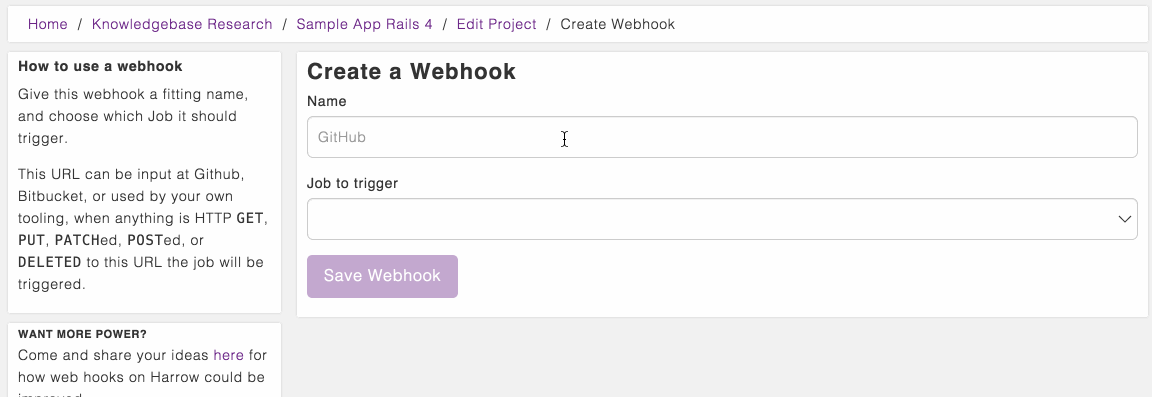 Home / Knowledgebase Research / Sample App Rails 4 / Edit Project / Create Webhook
How to use a webhook
Give this webhook a fitting name,
and choose which Job it should
trigger.
This URL can be input at Github,
Bitbucket, or used by your own
tooling, when anything is HTTP GET,
PUT, PATCHed, POSTed, or
DELETED to this URL the job will be
triggered.
WANT MORE POWER?
Come and share your ideas here for
how web hooks on Harrow could be
improved
Create a Webhook
Name
GitHub
Job to trigger
Save Webhook